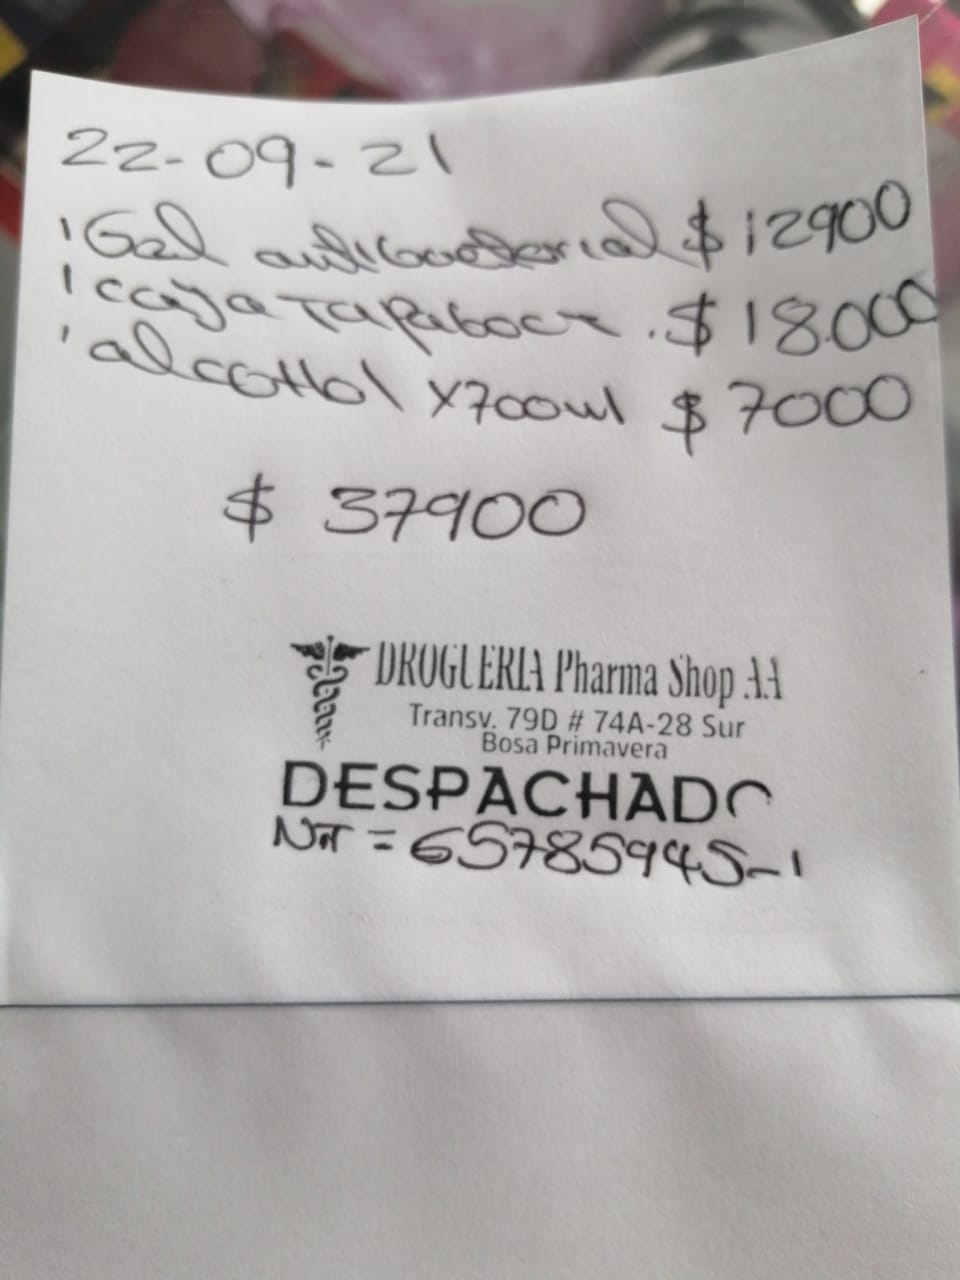 22-09-21
1 Gel antibacterial $ 12900
1 caja Tapaboca . $ 18.000
1 alcoHol x700ml $ 7000
$ 37900
DROGUERIA Pharma Shop AA
Transv. 79D # 74A-28 Sur
Bosa Primavera
DESPACHADO
NIT = 65785945-1